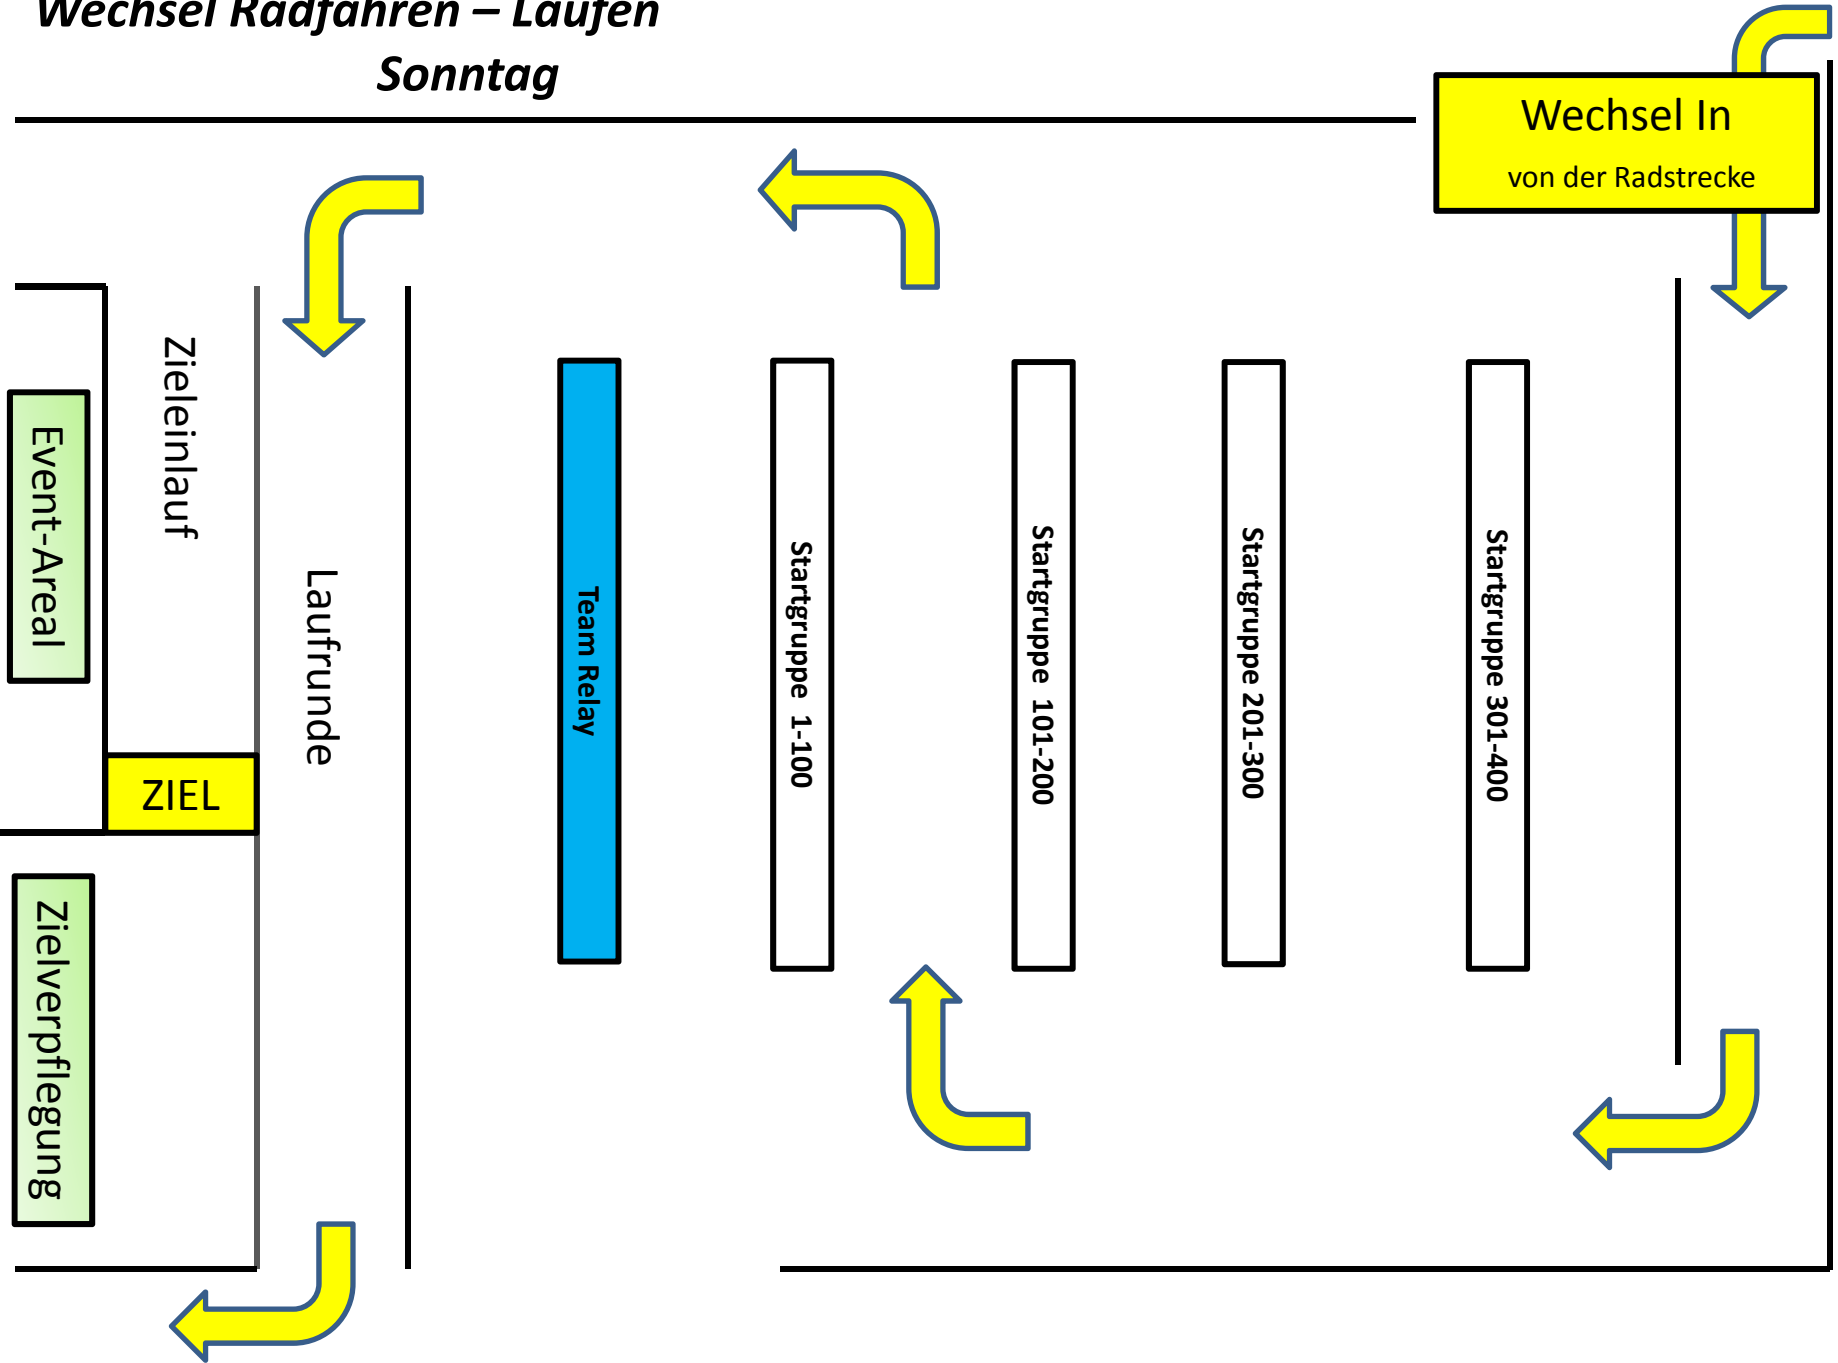 Wechsel Radfahren – Laufen
Sonntag
Wechsel In
von der Radstrecke
Event-Areal
Zieleinlauf
Laufrunde
Team Relay
Startgruppe 1-100
Startgruppe 101-200
Startgruppe 201-300
Startgruppe 301-400
ZIEL
Zielverpflegung